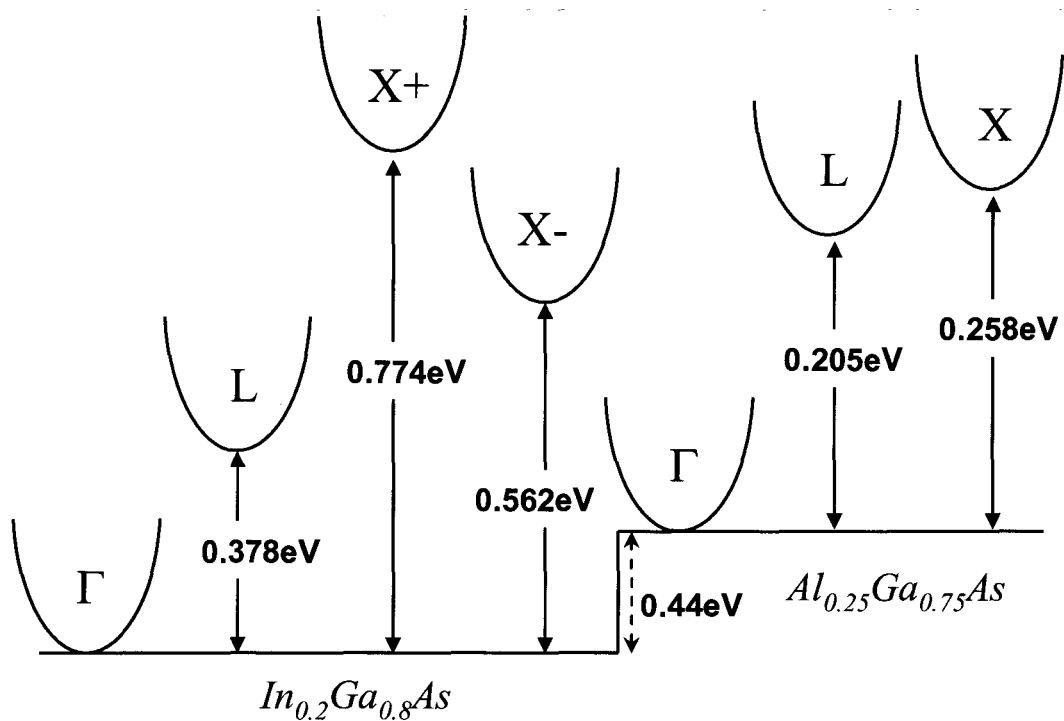 X+
X
L
X-
0.258eV
0.774eV
0.205eV
L
Γ
0.562eV
0.378eV
Γ
0.44eV
Al0.25Ga0.75As
In0.2Ga0.8As